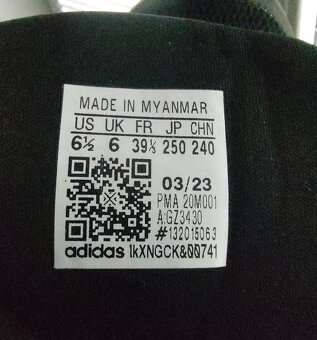 MADE IN MYANMAR
US UK FR JP CHN
6½ 6 39⅓ 250 240
03/23
PMA 20M001
A:GZ3430
#132015063
adidas 1kXNGCK&00741